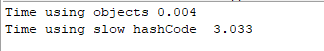 Time using objects 0.004
Time using slow hashCode  3.033